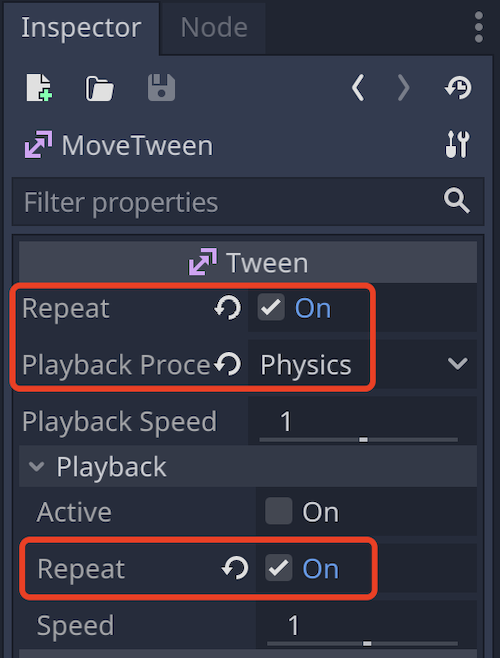 Inspector Node
MoveTween
Filter properties
Tween
Repeat On
Playback Proce Physics
Playback Speed 1
Playback
Active On
Repeat On
Speed 1